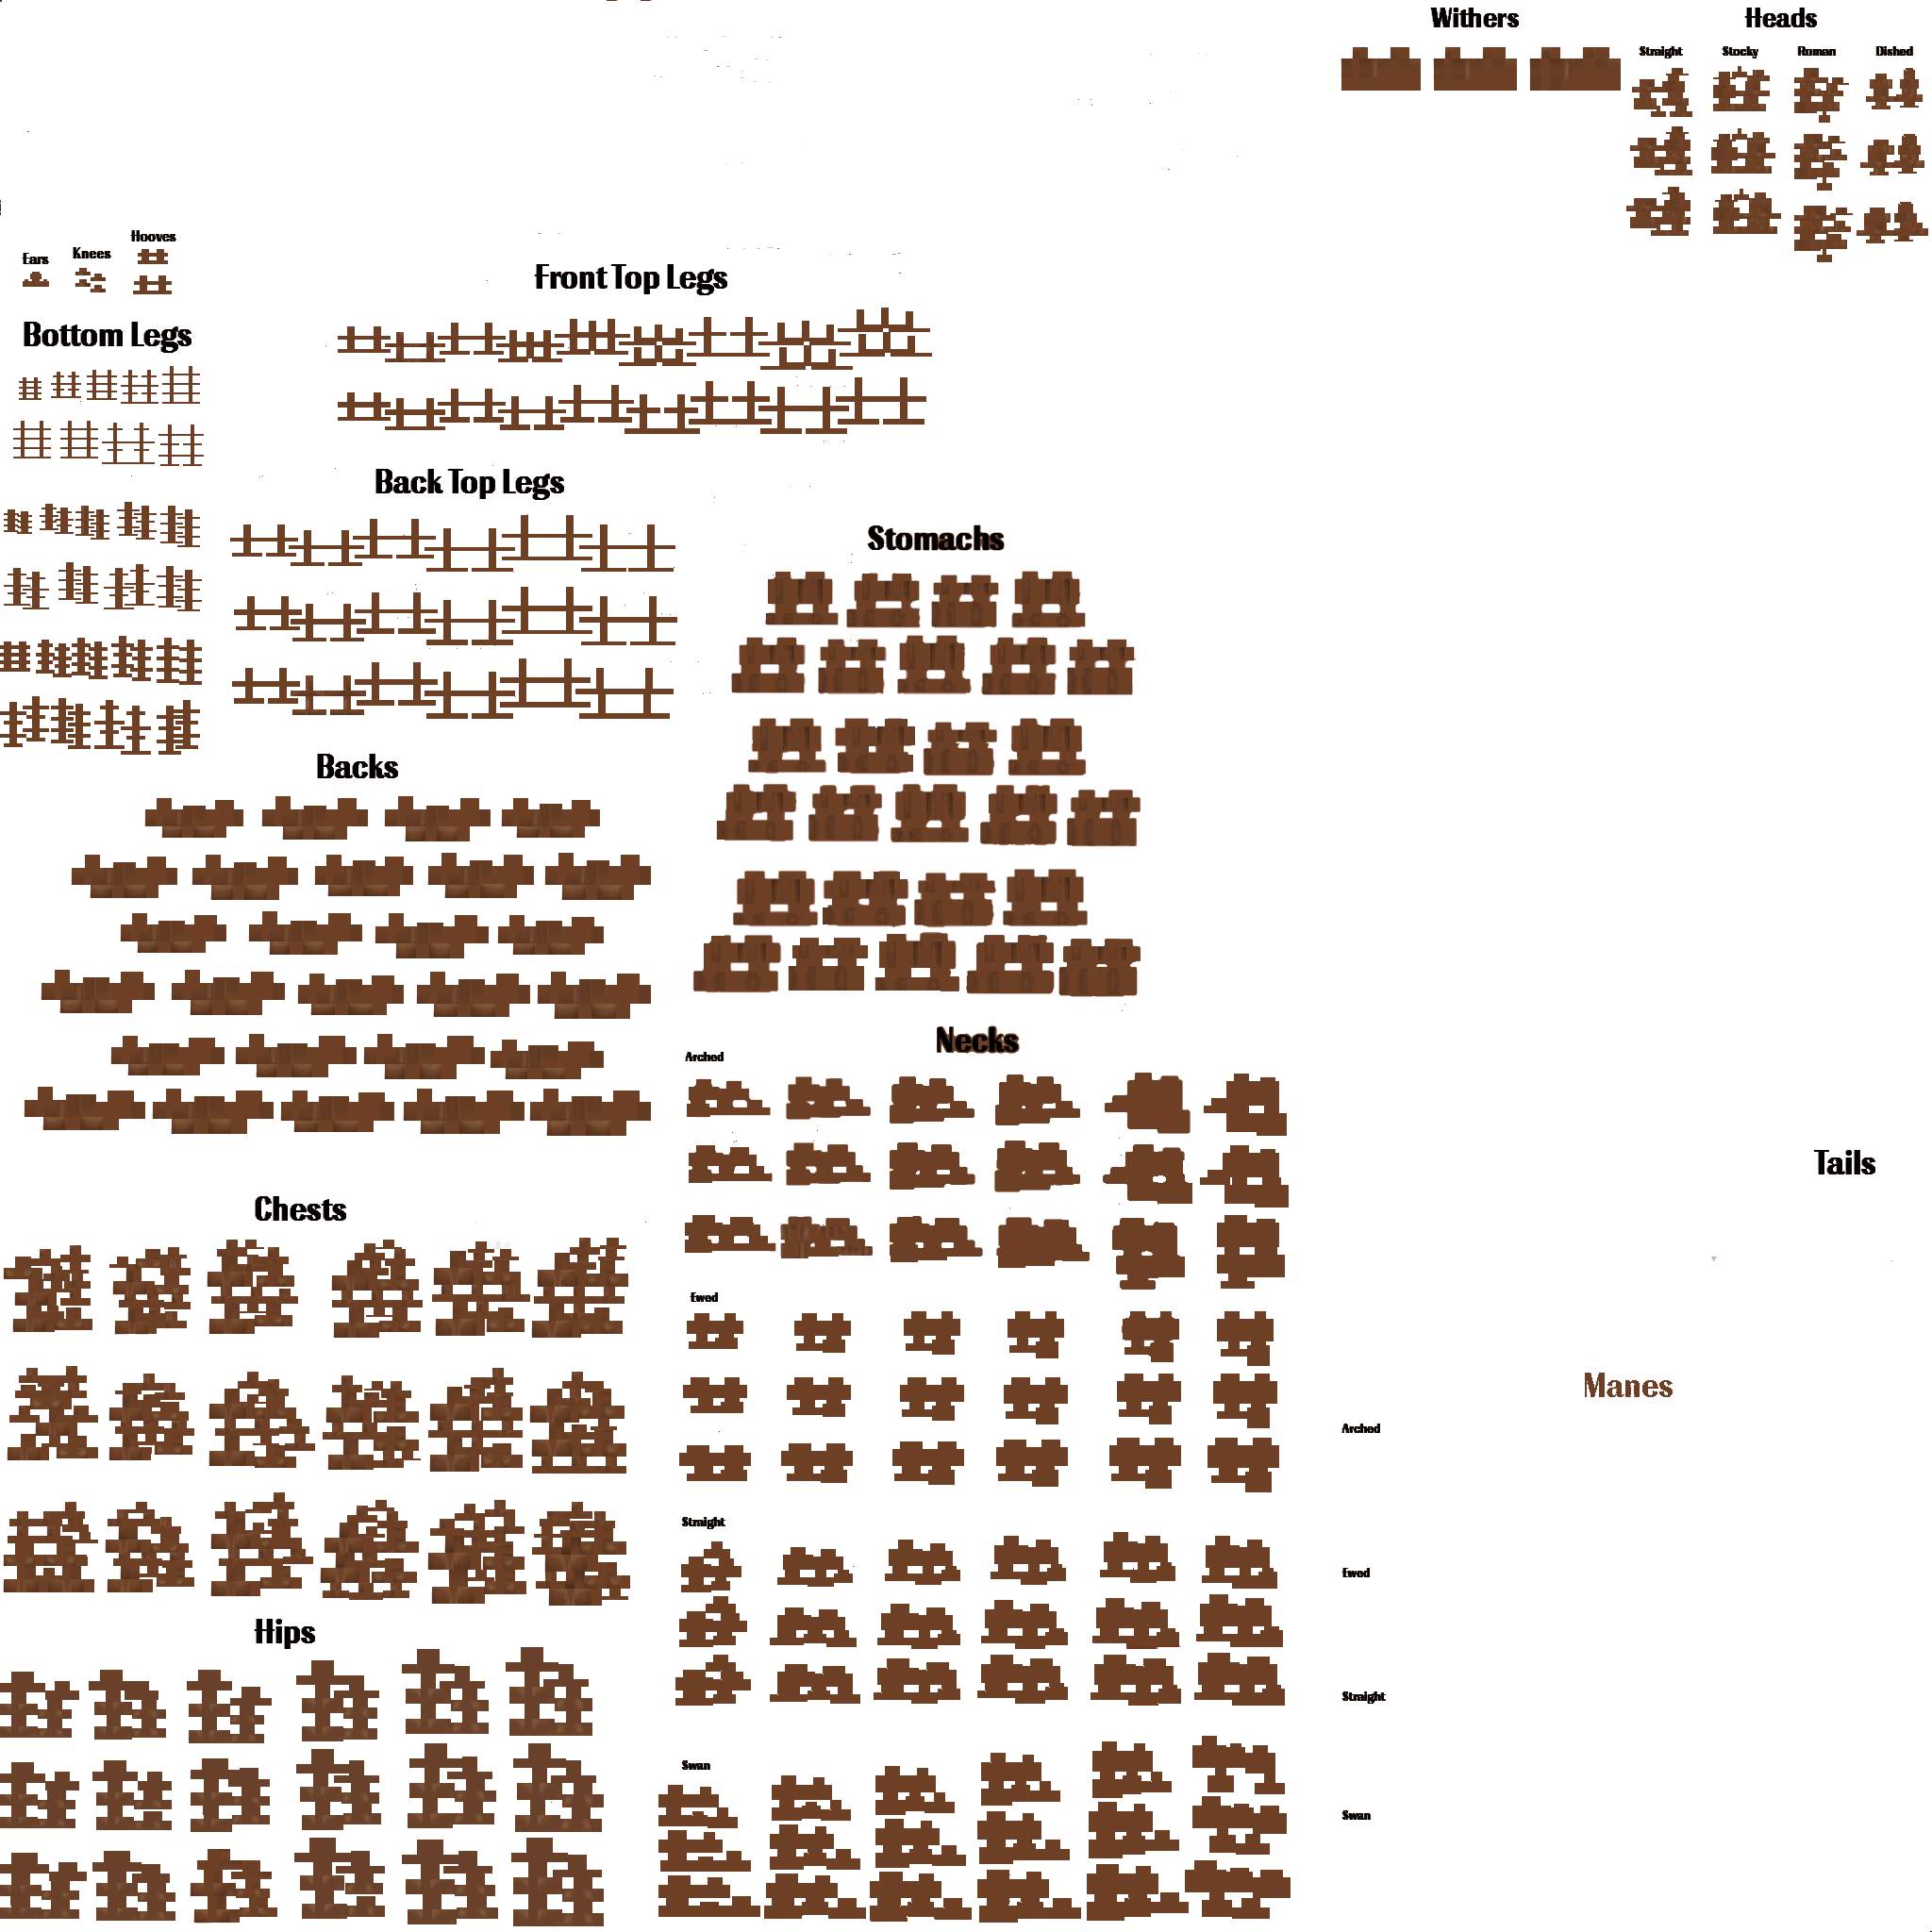 Withers
Heads
Straight
Stocky
Roman
Dished
Hooves
Ears
Knees
Front Top Legs
Bottom Legs
Back Top Legs
Stomachs
Backs
Necks
Arched
Tails
Chests
Ewed
Manes
Arched
Straight
Ewed
Hips
Straight
Swan
Swan